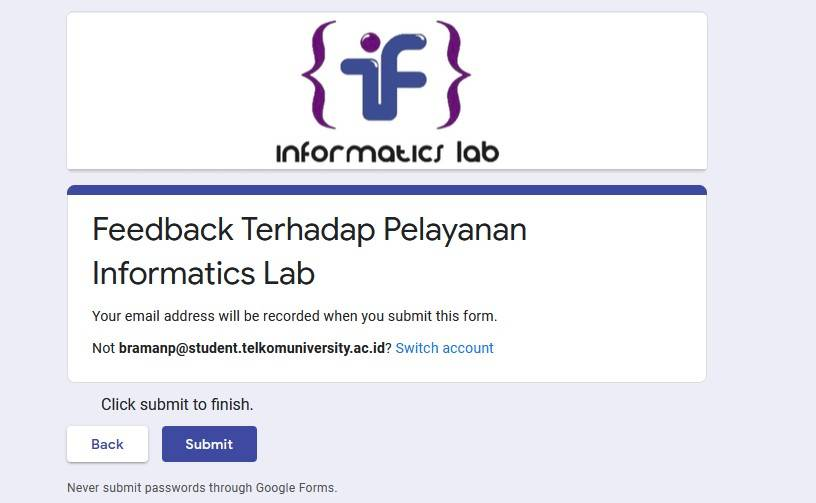 if
informatics lab
Feedback Terhadap Pelayanan
Informatics Lab
Your email address will be recorded when you submit this form.
Not bramanp@student.telkomuniversity.ac.id? Switch account
Click submit to finish.
Back Submit
Never submit passwords through Google Forms.